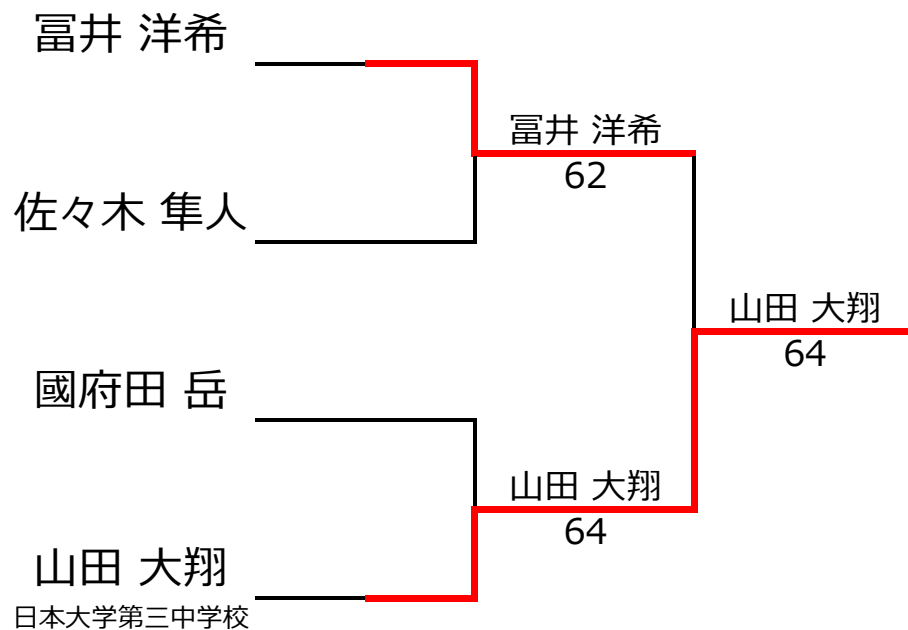 冨井 洋希
冨井 洋希
62
佐々木 隼人
山田 大翔
64
國府田 岳
山田 大翔
64
山田 大翔
日本大学第三中学校